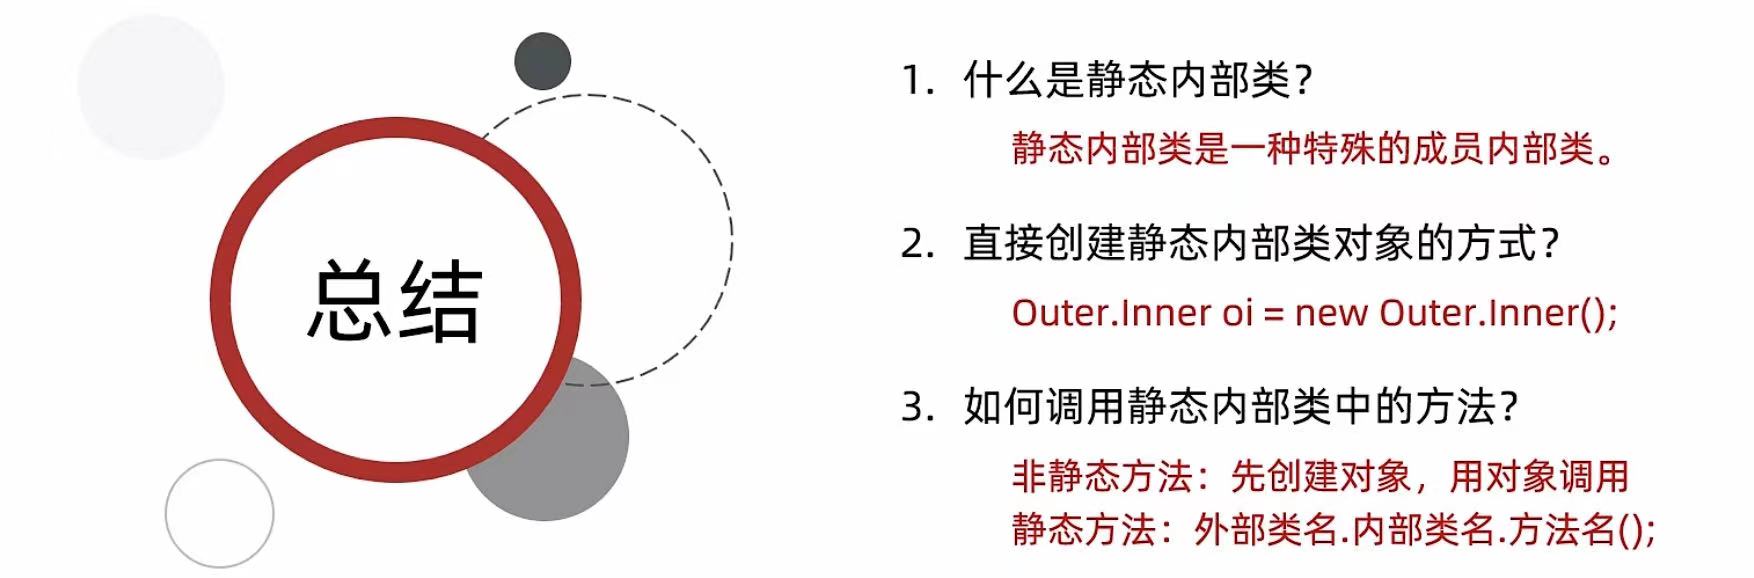 总结
1. 什么是静态内部类？
静态内部类是一种特殊的成员内部类。
2. 直接创建静态内部类对象的方式？
Outer.Inner oi = new Outer.Inner();
3. 如何调用静态内部类中的方法？
非静态方法：先创建对象，用对象调用
静态方法：外部类名.内部类名.方法名();